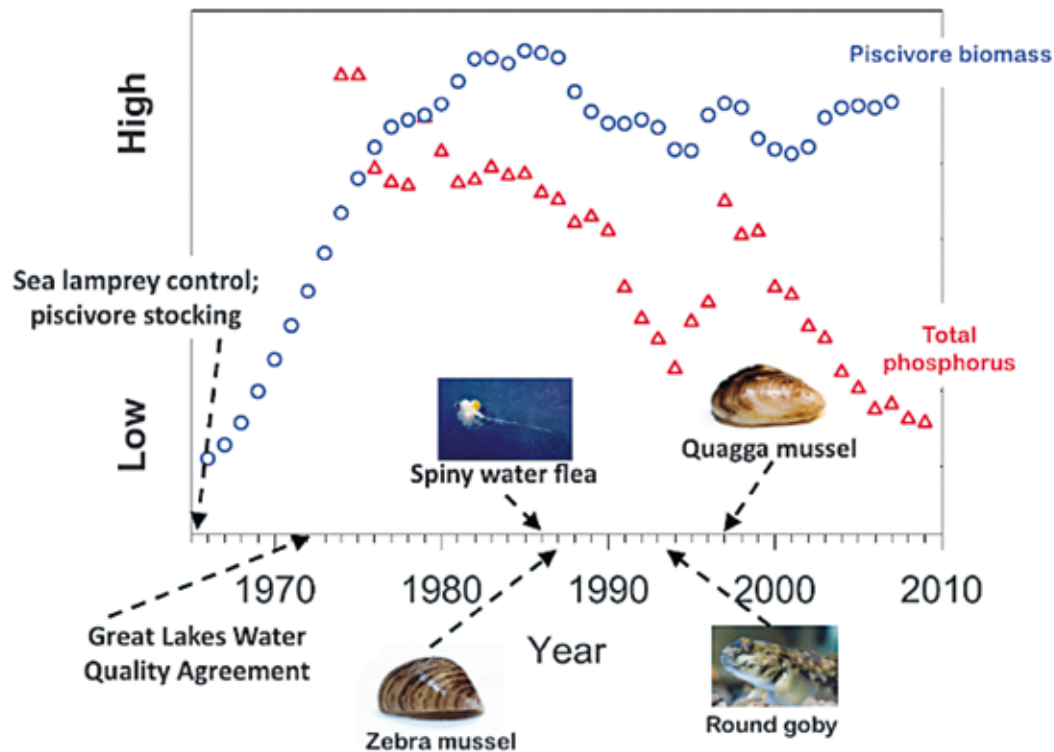 High
Low
Piscivore biomass
Sea lamprey control;
piscivore stocking
Total
phosphorus
Spiny water flea
Quagga mussel
1970
1980
1990
2000
2010
Year
Great Lakes Water
Quality Agreement
Zebra mussel
Round goby